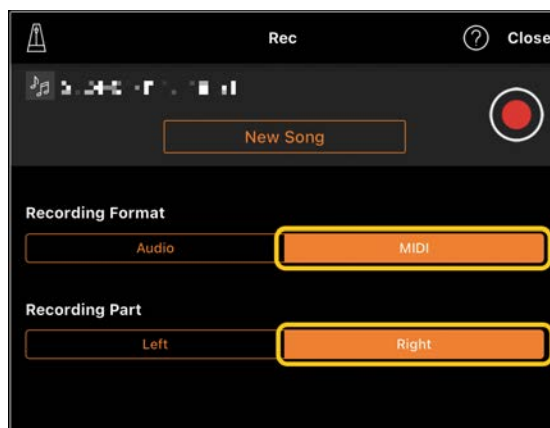 Rec
Close
New Song
Recording Format
Audio
MIDI
Recording Part
Left
Right